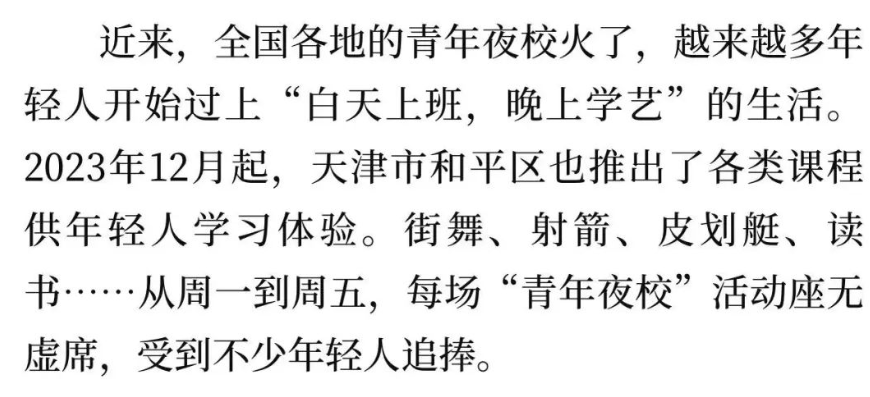 近来，全国各地的青年夜校火了，越来越多年
轻人开始过上“白天上班，晚上学艺”的生活。
2023年12月起，天津市和平区也推出了各类课程
供年轻人学习体验。街舞、射箭、皮划艇、读
书……从周一到周五，每场“青年夜校”活动座无
虚席，受到不少年轻人追捧。